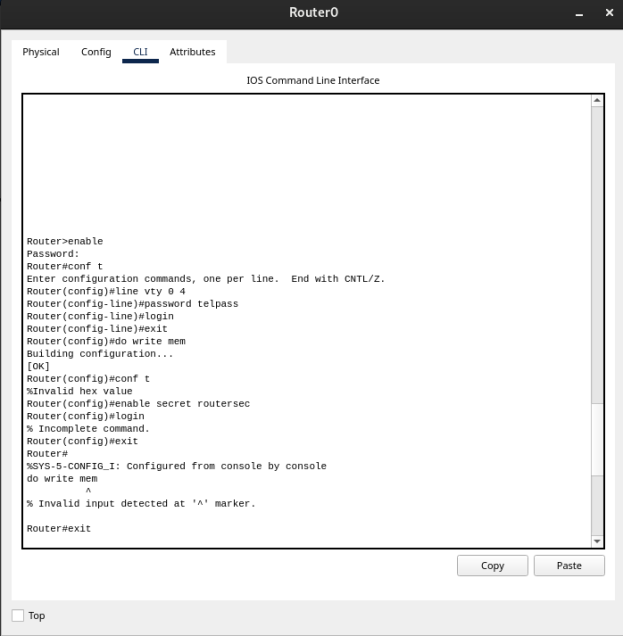 Router0
Physical Config CLI Attributes
IOS Command Line Interface
Router>enable
Password:
Router#conf t
Enter configuration commands, one per line.  End with CNTL/Z.
Router(config)#line vty 0 4
Router(config-line)#password telpass
Router(config-line)#login
Router(config-line)#exit
Router(config)#do write mem
Building configuration...
[OK]
Router(config)#conf t
%Invalid hex value
Router(config)#enable secret routersec
Router(config)#login
% Incomplete command.
Router(config)#exit
Router#
%SYS-5-CONFIG_I: Configured from console by console
do write mem
^
% Invalid input detected at '^' marker.
Router#exit
Copy Paste
Top